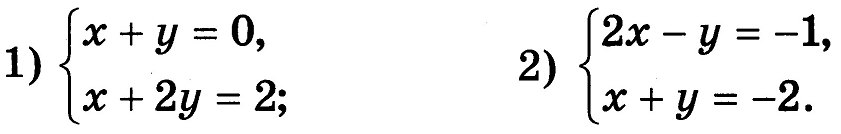 1) { x + y = 0,
x + 2y = 2;
2) { 2x − y = −1,
x + y = −2.